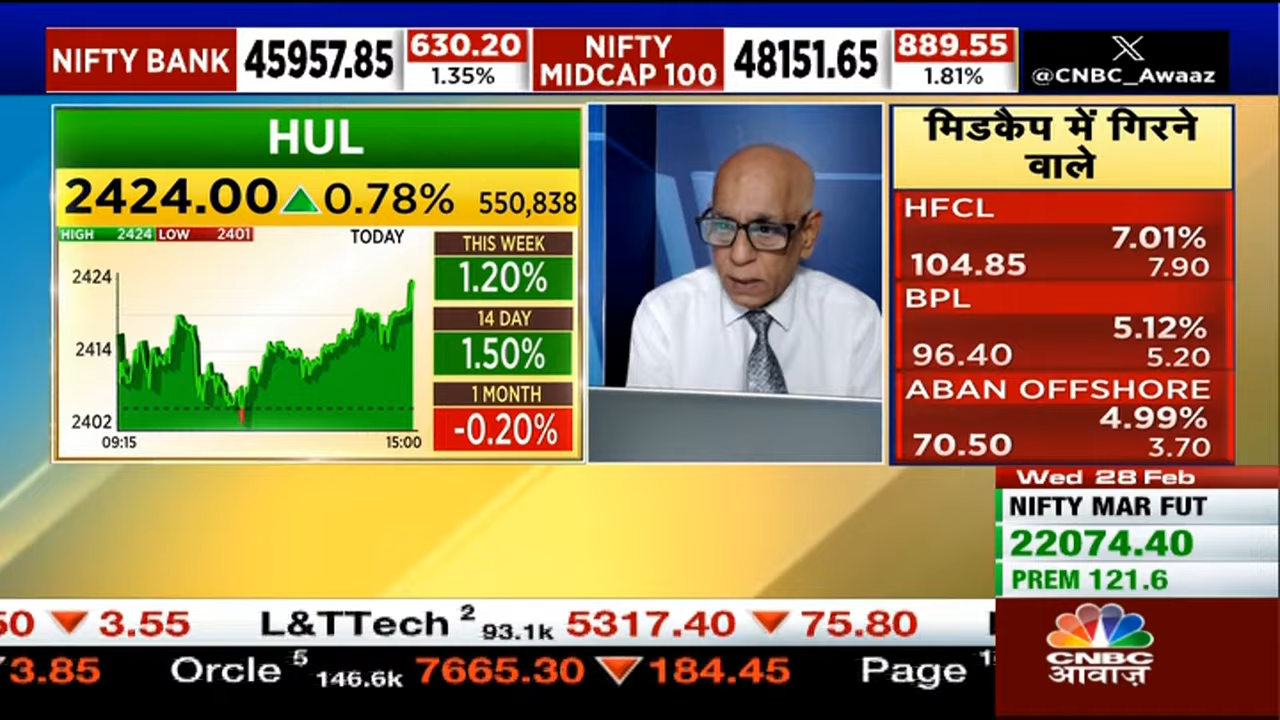 NIFTY BANK
45957.85
630.20
1.35%
NIFTY
MIDCAP 100
48151.65
889.55
1.81%
@CNBC_Awaaz
HUL
2424.00 0.78% 550,838
HIGH 2424 LOW 2401
TODAY
2424
2414
2402
09:15
15:00
THIS WEEK
1.20%
14 DAY
1.50%
1 MONTH
-0.20%
मिडकैप में गिरने
वाले
HFCL
7.01%
104.85
7.90
BPL
5.12%
96.40
5.20
ABAN OFFSHORE
4.99%
70.50
3.70
Wed 28 Feb
NIFTY MAR FUT
22074.40
PREM 121.6
50 3.55 L&TTech 2 93.1k 5317.40 75.80
3.85 Orcle 5 146.6k 7665.30 184.45 Page 1
CNBC
आवाज़